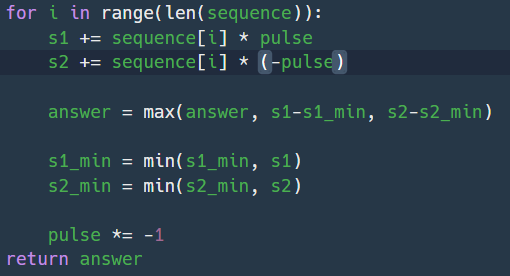 for i in range(len(sequence)):
    s1 += sequence[i] * pulse
    s2 += sequence[i] * (-pulse)
    answer = max(answer, s1-s1_min, s2-s2_min)
    s1_min = min(s1_min, s1)
    s2_min = min(s2_min, s2)
    pulse *= -1
return answer